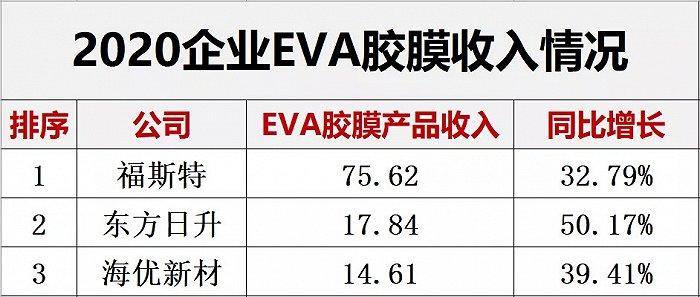 2020企业EVA胶膜收入情况
排序 公司 EVA胶膜产品收入 同比增长
1 福斯特 75.62 32.79%
2 东方日升 17.84 50.17%
3 海优新材 14.61 39.41%